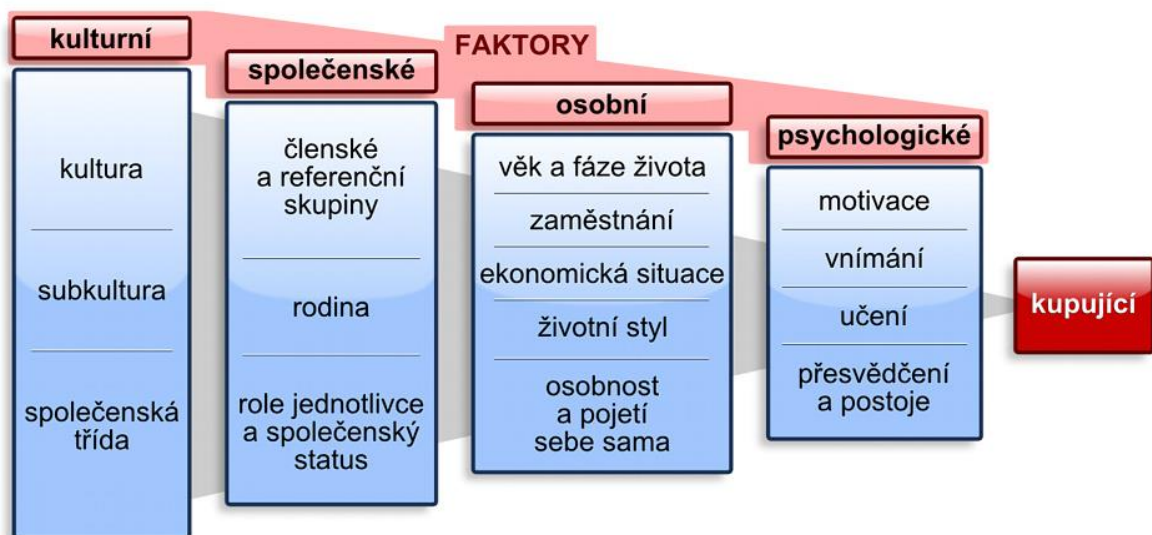 FAKTORY
kulturní
kultura
subkultura
společenská
třída
společenské
členské
a referenční
skupiny
rodina
role jednotlivce
a společenský
status
osobní
věk a fáze života
zaměstnání
ekonomická situace
životní styl
osobnost
a pojetí
sebe sama
psychologické
motivace
vnímání
učení
přesvědčení
a postoje
kupující